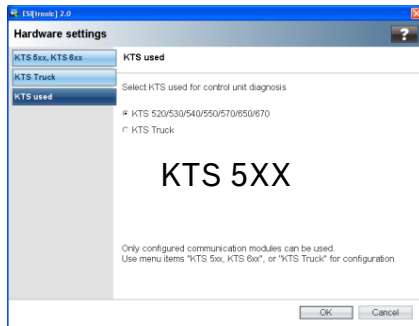 ESI[tronic] 2.0
Hardware settings
?
KTS 5xx, KTS 6xx
KTS Truck
KTS used
KTS used
Select KTS used for control unit diagnosis
KTS 520/530/540/550/570/650/670
KTS Truck
KTS 5XX
Only configured communication modules can be used.
Use menu items "KTS 5xx, KTS 6xx", or "KTS Truck" for configuration.
OK
Cancel